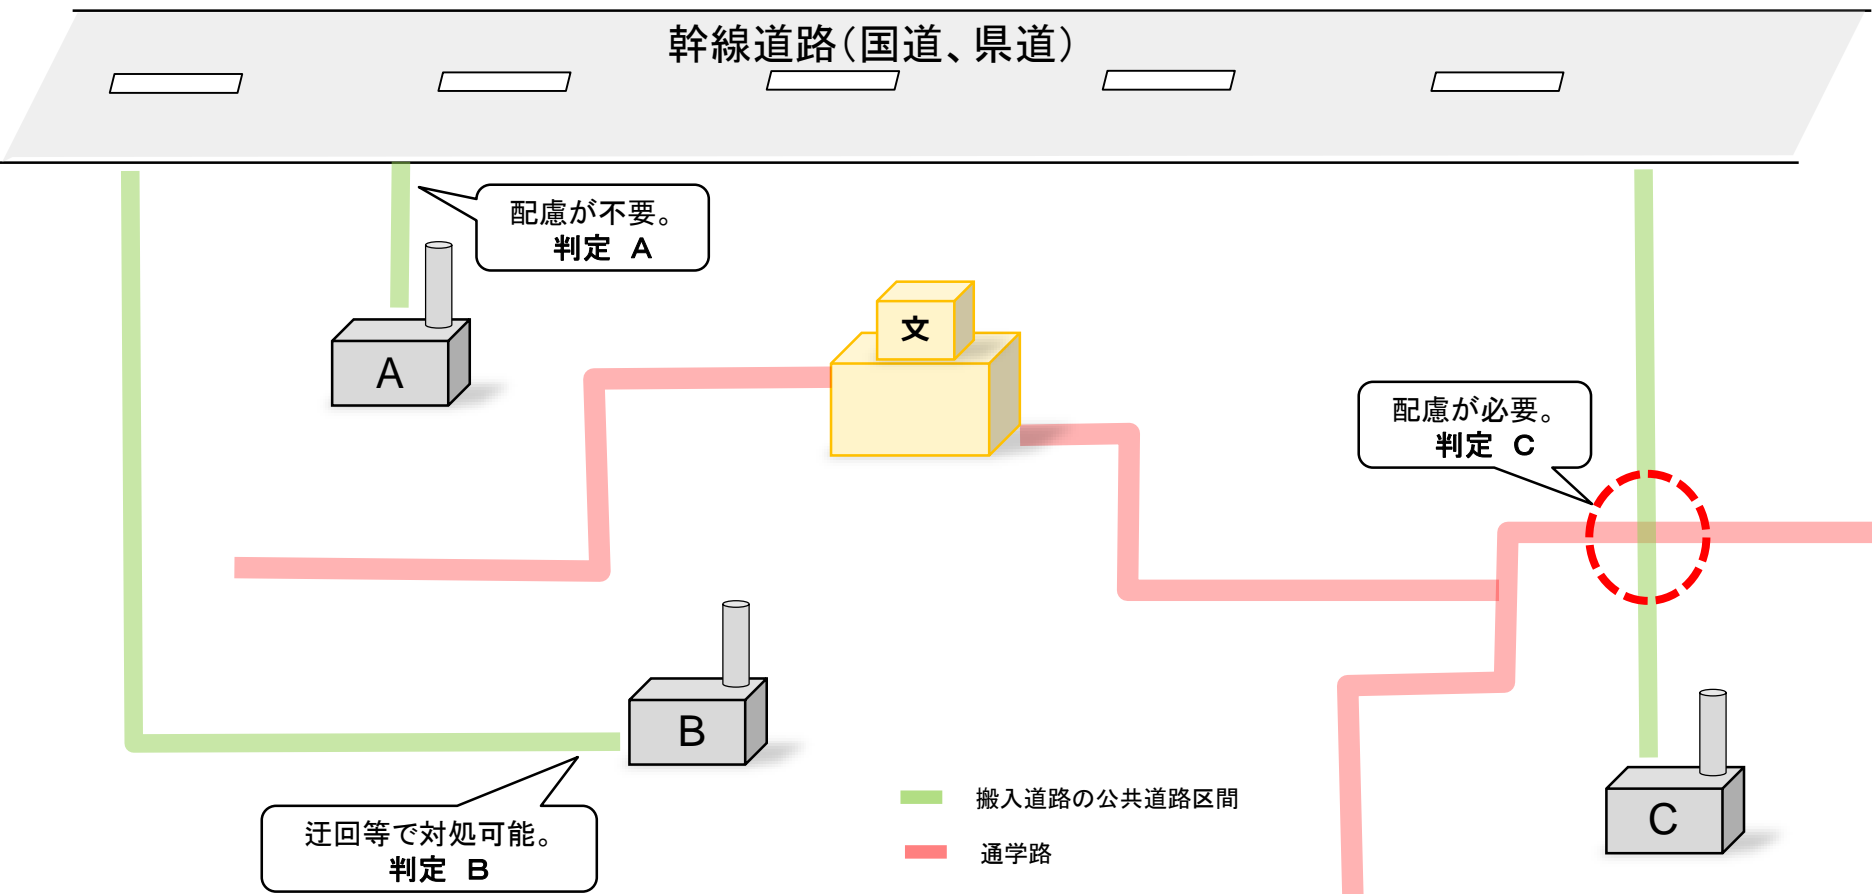 幹線道路（国道、県道）
配慮が不要。
判定　A
A
文
配慮が必要。
判定　C
B
迂回等で対処可能。
判定　B
搬入道路の公共道路区間
通学路
C